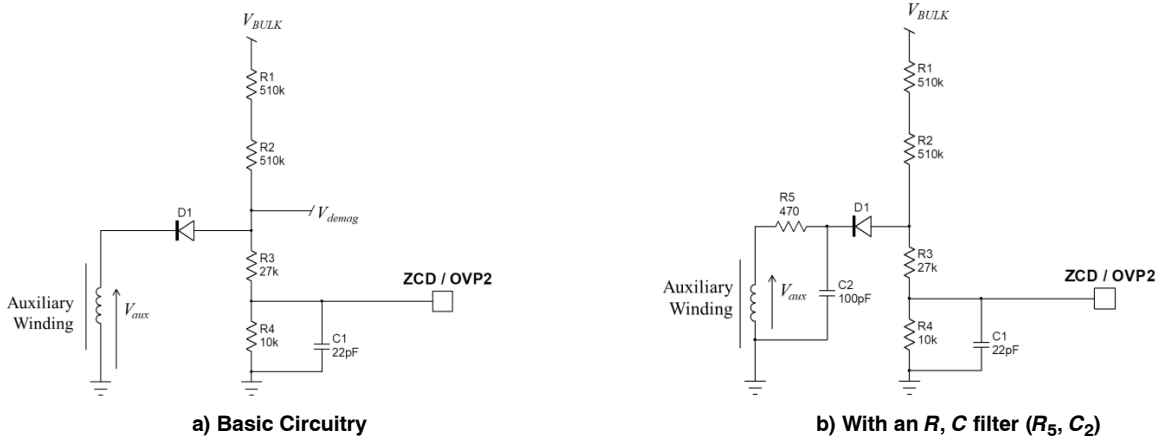 V_BULK
R1
510k
R2
510k
D1
V_demag
R3
27k
ZCD / OVP2
Auxiliary
Winding
V_aux
R4
10k
C1
22pF
a) Basic Circuitry
V_BULK
R1
510k
R2
510k
R5
470
D1
R3
27k
ZCD / OVP2
Auxiliary
Winding
V_aux
C2
100pF
R4
10k
C1
22pF
b) With an R, C filter (R5, C2)